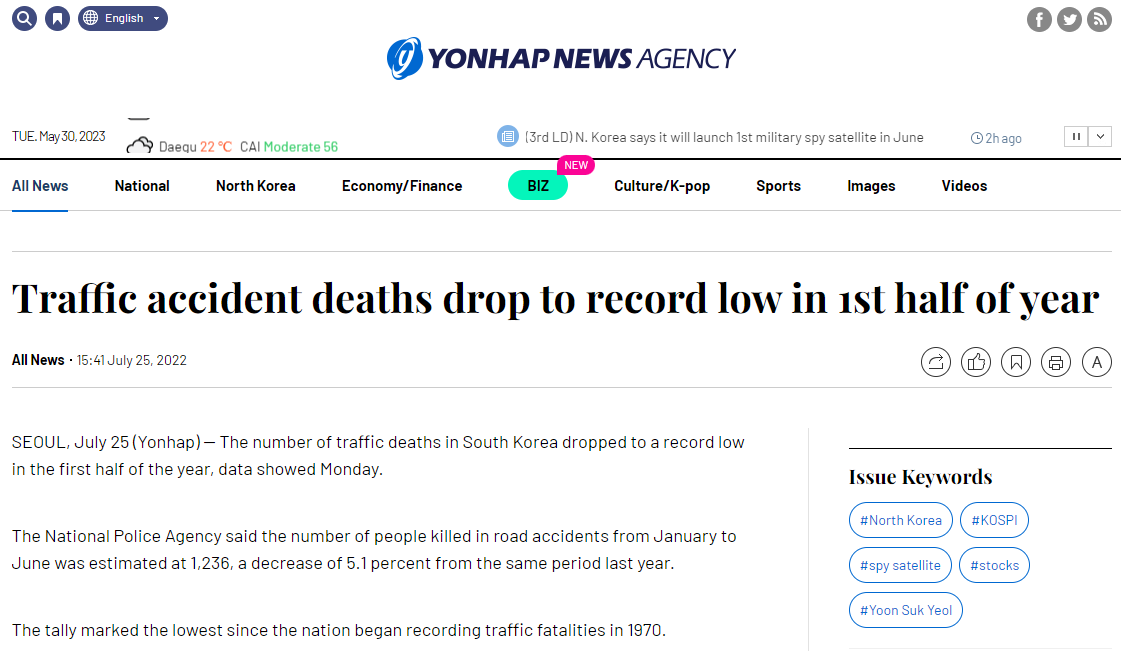 English
YONHAP NEWS AGENCY
TUE. May 30, 2023
Daegu 22 ℃ CAI Moderate 56
(3rd LD) N. Korea says it will launch 1st military spy satellite in June
2h ago
All News
National
North Korea
Economy/Finance
BIZ
NEW
Culture/K-pop
Sports
Images
Videos
Traffic accident deaths drop to record low in 1st half of year
All News · 15:41 July 25, 2022
A
SEOUL, July 25 (Yonhap) -- The number of traffic deaths in South Korea dropped to a record low
in the first half of the year, data showed Monday.
The National Police Agency said the number of people killed in road accidents from January to
June was estimated at 1,236, a decrease of 5.1 percent from the same period last year.
The tally marked the lowest since the nation began recording traffic fatalities in 1970.
Issue Keywords
#North Korea
#KOSPI
#spy satellite
#stocks
#Yoon Suk Yeol